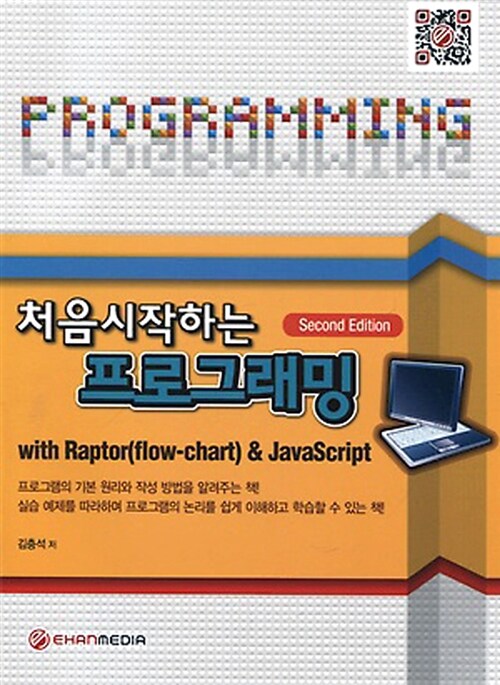 PROGRAMMING
처음시작하는
Second Edition
프로그래밍
with Raptor(flow-chart) & JavaScript
프로그램의 기본 원리와 작성 방법을 알려주는 책!
실습 예제를 따라하며 프로그램의 논리를 쉽게 이해하고 학습할 수 있는 책!
김충석 저
EHANMEDIA